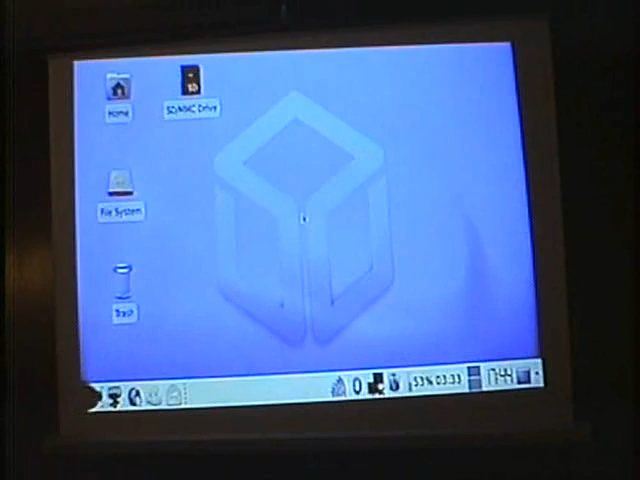 Home
SD/MMC Drive
File System
Trash
53% 03:33
17:44